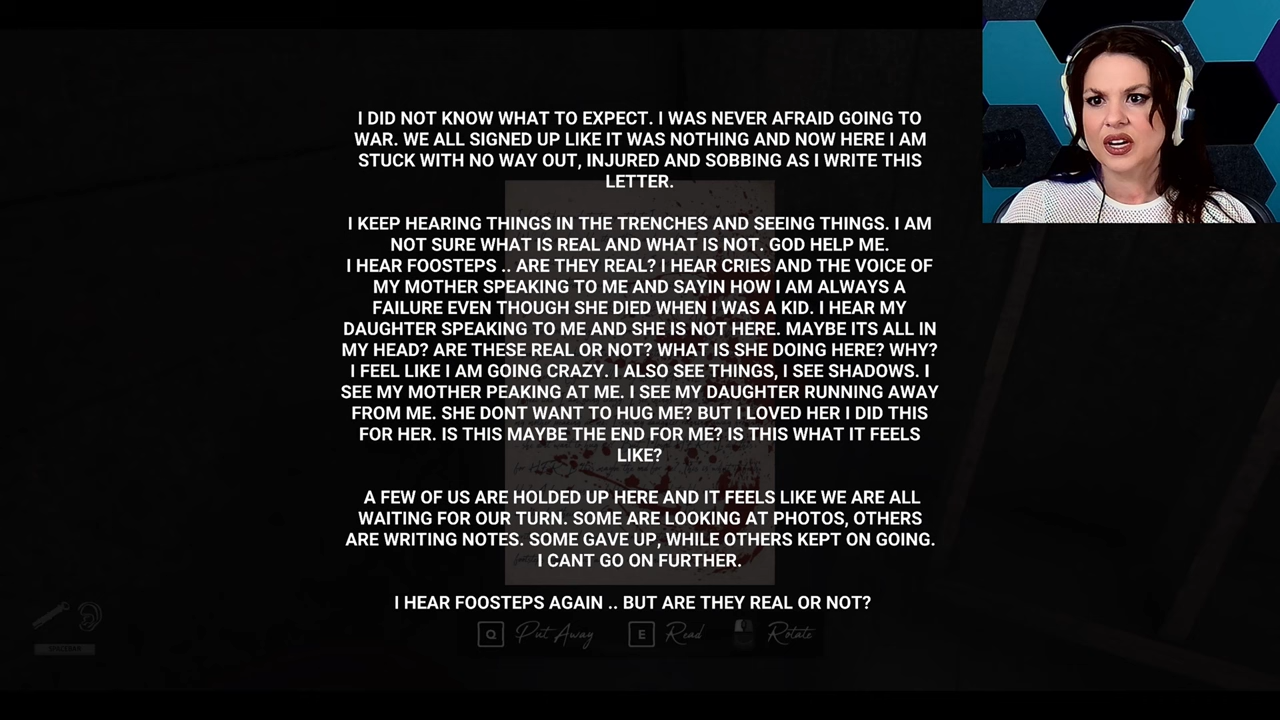 I DID NOT KNOW WHAT TO EXPECT. I WAS NEVER AFRAID GOING TO
WAR. WE ALL SIGNED UP LIKE IT WAS NOTHING AND NOW HERE I AM
STUCK WITH NO WAY OUT, INJURED AND SOBBING AS I WRITE THIS
LETTER.
I KEEP HEARING THINGS IN THE TRENCHES AND SEEING THINGS. I AM
NOT SURE WHAT IS REAL AND WHAT IS NOT. GOD HELP ME.
I HEAR FOOSTEPS .. ARE THEY REAL? I HEAR CRIES AND THE VOICE OF
MY MOTHER SPEAKING TO ME AND SAYIN HOW I AM ALWAYS A
FAILURE EVEN THOUGH SHE DIED WHEN I WAS A KID. I HEAR MY
DAUGHTER SPEAKING TO ME AND SHE IS NOT HERE. MAYBE ITS ALL IN
MY HEAD? ARE THESE REAL OR NOT? WHAT IS SHE DOING HERE? WHY?
I FEEL LIKE I AM GOING CRAZY. I ALSO SEE THINGS, I SEE SHADOWS. I
SEE MY MOTHER PEAKING AT ME. I SEE MY DAUGHTER RUNNING AWAY
FROM ME. SHE DONT WANT TO HUG ME? BUT I LOVED HER I DID THIS
FOR HER. IS THIS MAYBE THE END FOR ME? IS THIS WHAT IT FEELS
LIKE?
A FEW OF US ARE HOLDED UP HERE AND IT FEELS LIKE WE ARE ALL
WAITING FOR OUR TURN. SOME ARE LOOKING AT PHOTOS, OTHERS
ARE WRITING NOTES. SOME GAVE UP, WHILE OTHERS KEPT ON GOING.
I CANT GO ON FURTHER.
I HEAR FOOSTEPS AGAIN .. BUT ARE THEY REAL OR NOT?
Q Put Away E Read Rotate
SPACEBAR